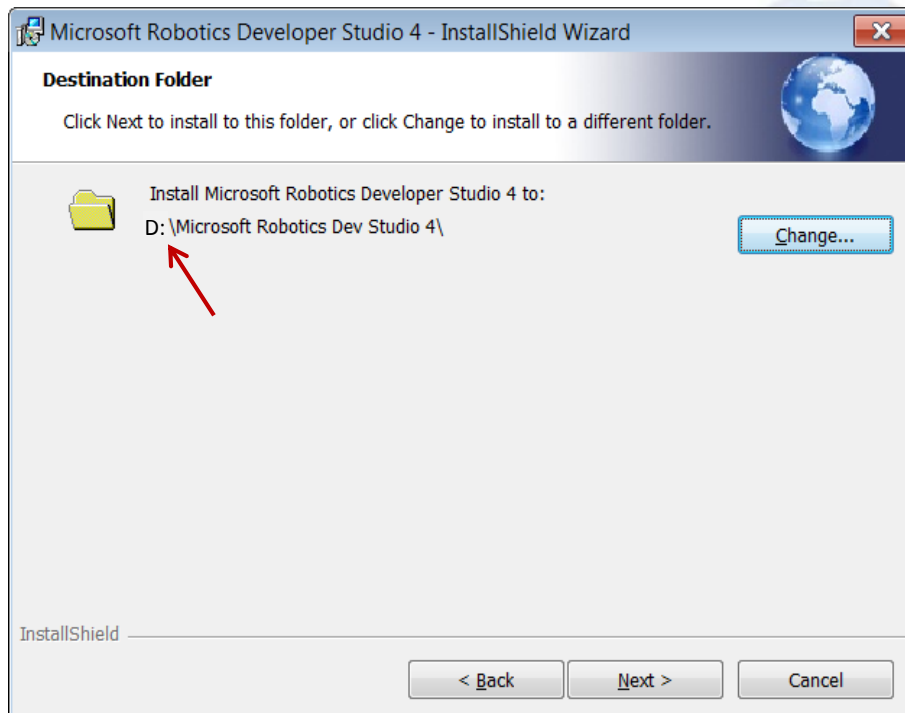 Microsoft Robotics Developer Studio 4 - InstallShield Wizard
Destination Folder
Click Next to install to this folder, or click Change to install to a different folder.
Install Microsoft Robotics Developer Studio 4 to:
D:\Microsoft Robotics Dev Studio 4\
Change...
InstallShield
< Back
Next >
Cancel